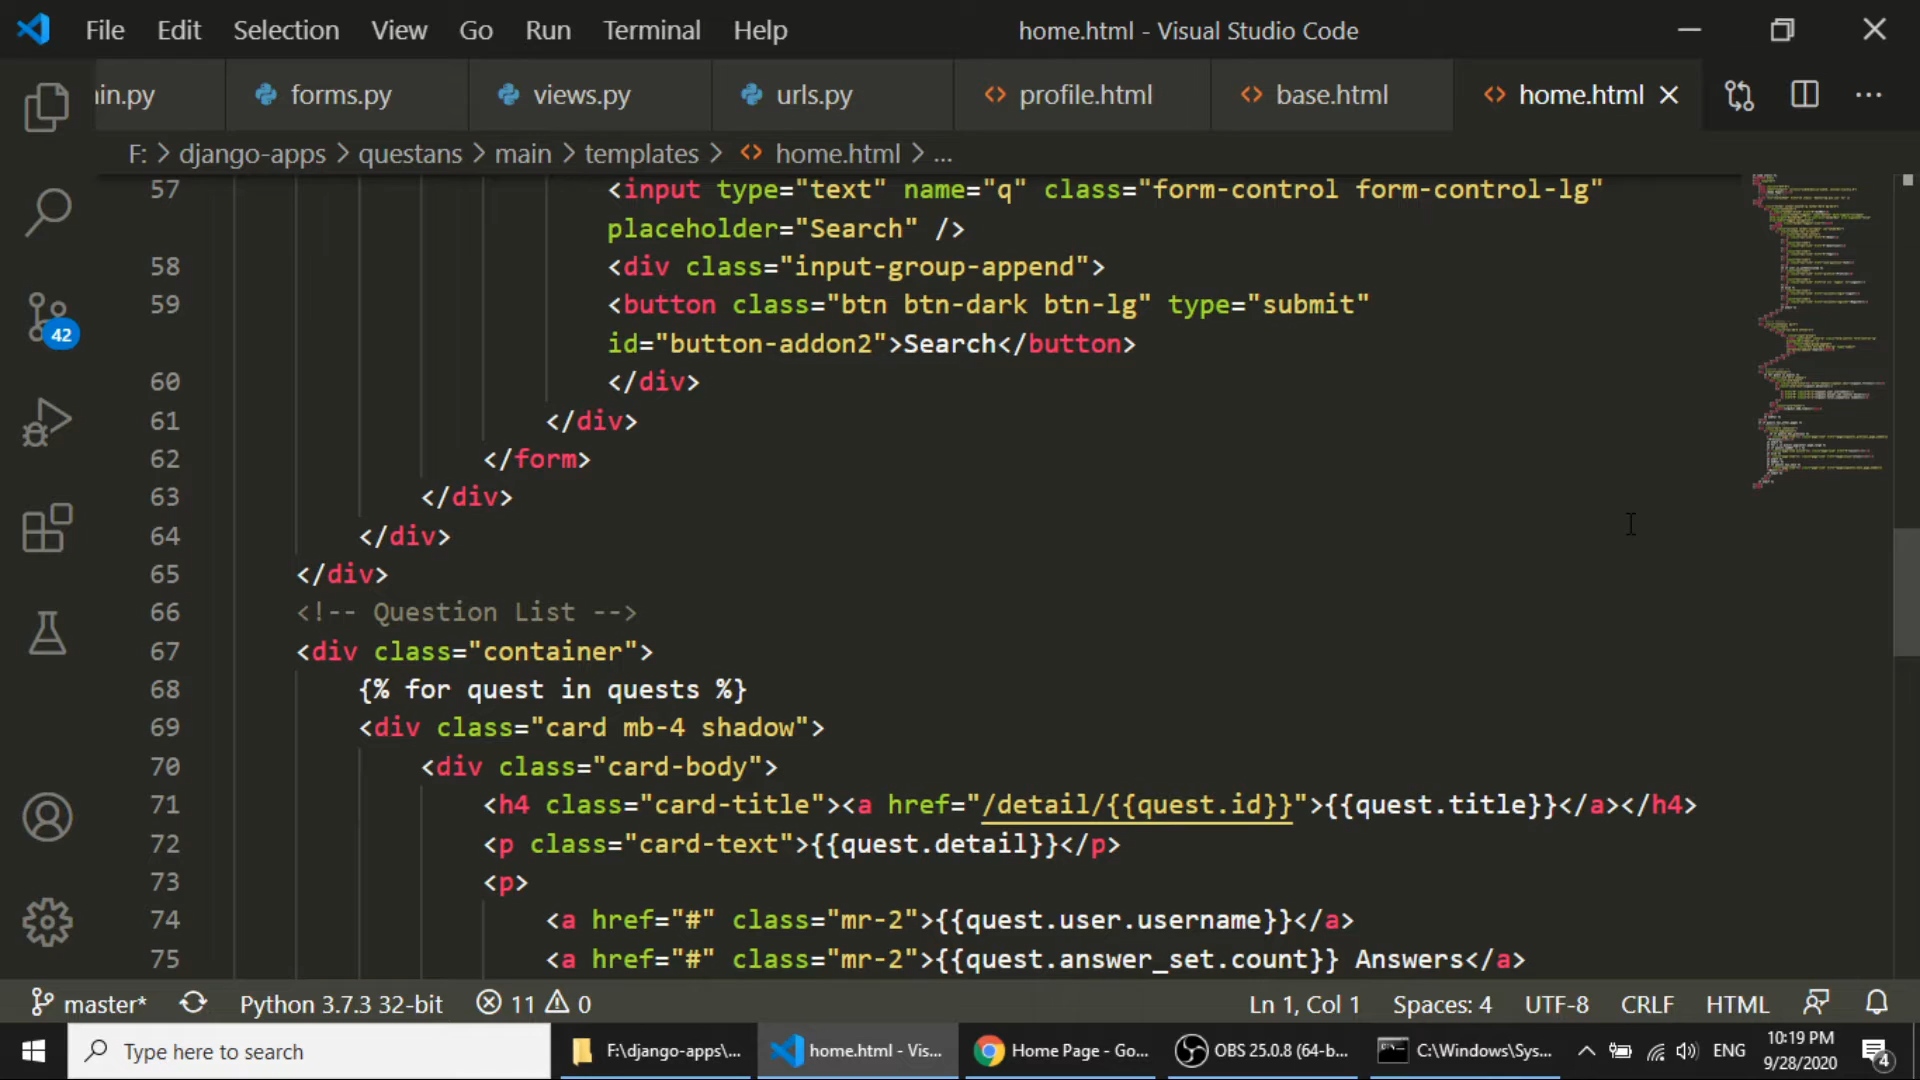 File Edit Selection View Go Run Terminal Help home.html - Visual Studio Code
in.py forms.py views.py urls.py <> profile.html <> base.html <> home.html
F: > django-apps > questans > main > templates > <> home.html > ...
57 <input type="text" name="q" class="form-control form-control-lg"
placeholder="Search" />
58 <div class="input-group-append">
59 <button class="btn btn-dark btn-lg" type="submit"
id="button-addon2">Search</button>
60 </div>
61 </div>
62 </form>
63 </div>
64 </div>
65 </div>
66 <!-- Question List -->
67 <div class="container">
68 {% for quest in quests %}
69 <div class="card mb-4 shadow">
70 <div class="card-body">
71 <h4 class="card-title"><a href="/detail/{{quest.id}}">{{quest.title}}</a></h4>
72 <p class="card-text">{{quest.detail}}</p>
73 <p>
74 <a href="#" class="mr-2">{{quest.user.username}}</a>
75 <a href="#" class="mr-2">{{quest.answer_set.count}} Answers</a>
42
master* Python 3.7.3 32-bit 11 0 Ln 1, Col 1 Spaces: 4 UTF-8 CRLF HTML
Type here to search F:\django-apps\... home.html - Vis... Home Page - Go... OBS 25.0.8 (64-b... C:\Windows\Sys... ENG 10:19 PM
9/28/2020 4